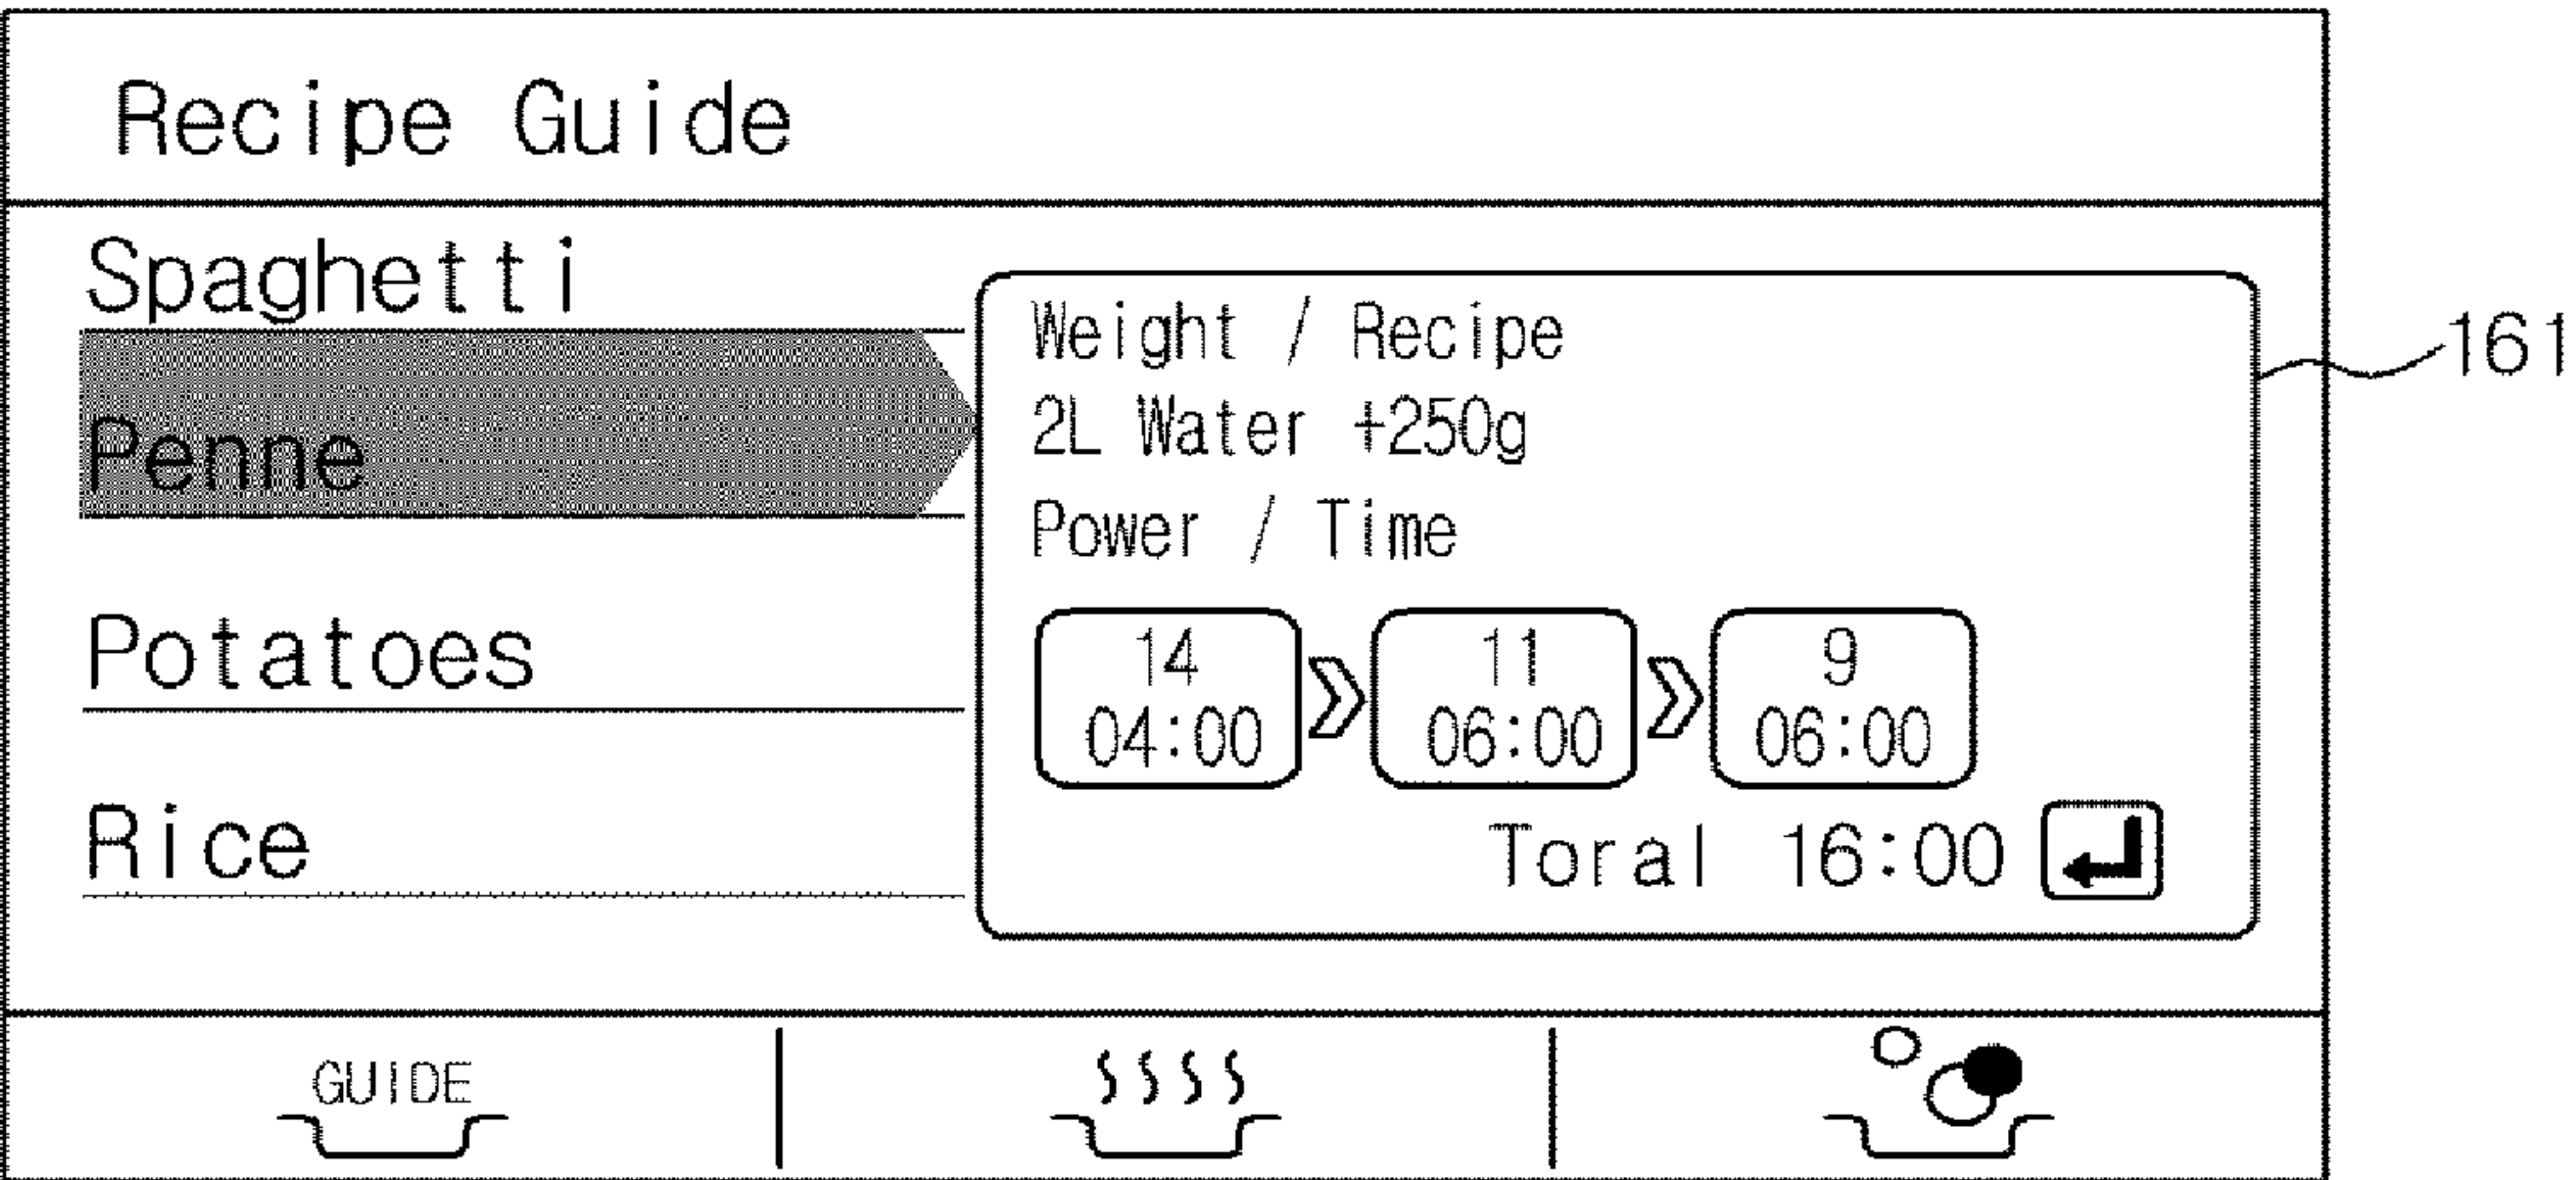 Recipe Guide
Spaghetti
Penne
Potatoes
Rice
Weight / Recipe
2L Water +250g
Power / Time
14
04:00
11
06:00
9
06:00
Toral 16:00
161
GUIDE